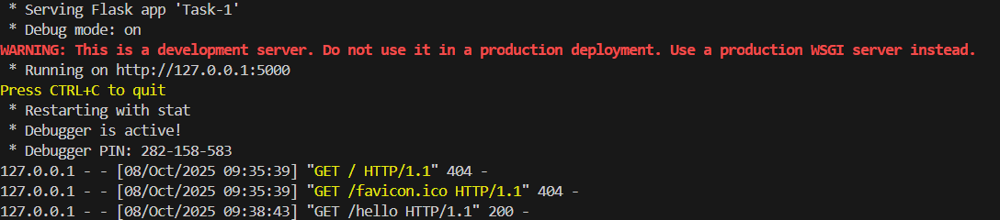 * Serving Flask app 'Task-1'
* Debug mode: on
WARNING: This is a development server. Do not use it in a production deployment. Use a production WSGI server instead.
* Running on http://127.0.0.1:5000
Press CTRL+C to quit
* Restarting with stat
* Debugger is active!
* Debugger PIN: 282-158-583
127.0.0.1 - - [08/Oct/2025 09:35:39] "GET / HTTP/1.1" 404 -
127.0.0.1 - - [08/Oct/2025 09:35:39] "GET /favicon.ico HTTP/1.1" 404 -
127.0.0.1 - - [08/Oct/2025 09:38:43] "GET /hello HTTP/1.1" 200 -